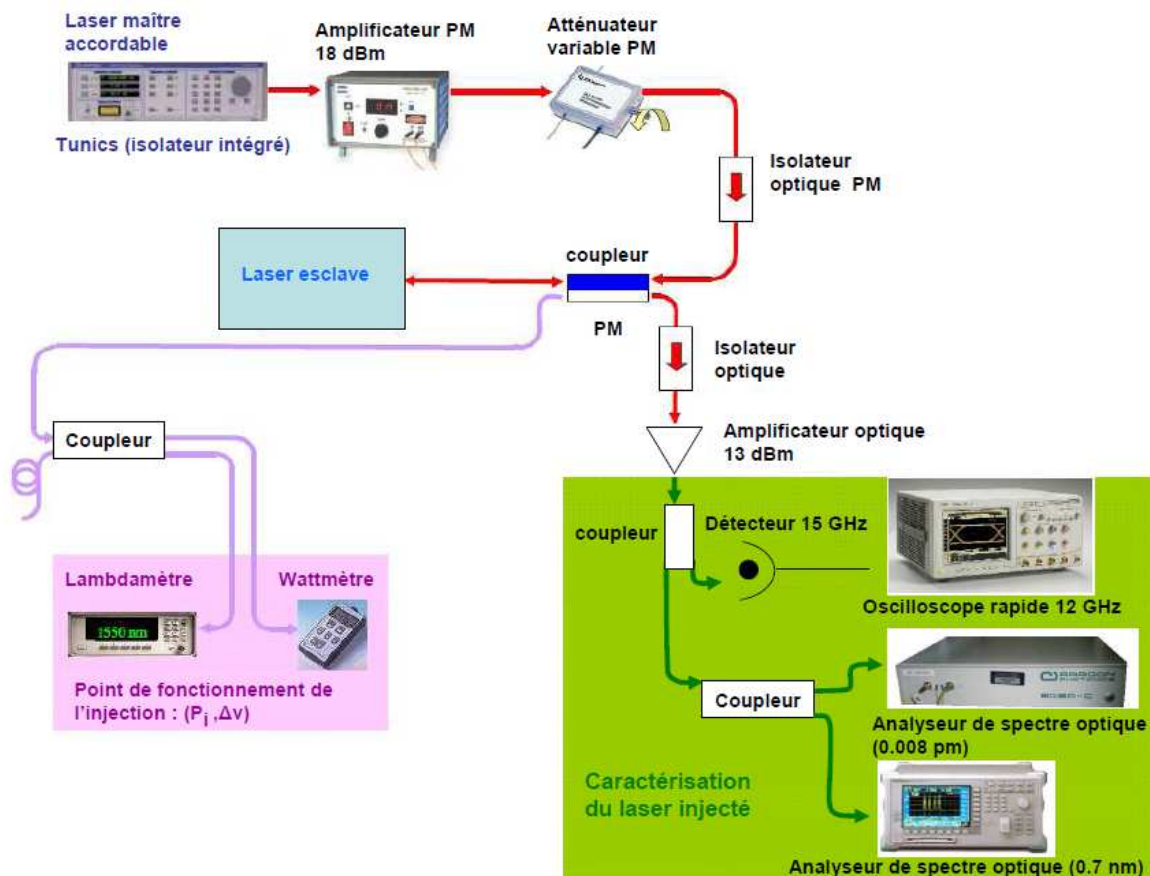 Laser maître
accordable
Tunics (isolateur intégré)
Amplificateur PM
18 dBm
Atténuateur
variable PM
Isolateur
optique PM
Laser esclave
coupleur
PM
Isolateur
optique
Amplificateur optique
13 dBm
Coupleur
Lambdamètre
Wattmètre
1550 nm
Point de fonctionnement de
l'injection : (Pi ,Δν)
coupleur
Détecteur 15 GHz
Oscilloscope rapide 12 GHz
Coupleur
Analyseur de spectre optique
(0.008 pm)
Caractérisation
du laser injecté
Analyseur de spectre optique (0.7 nm)